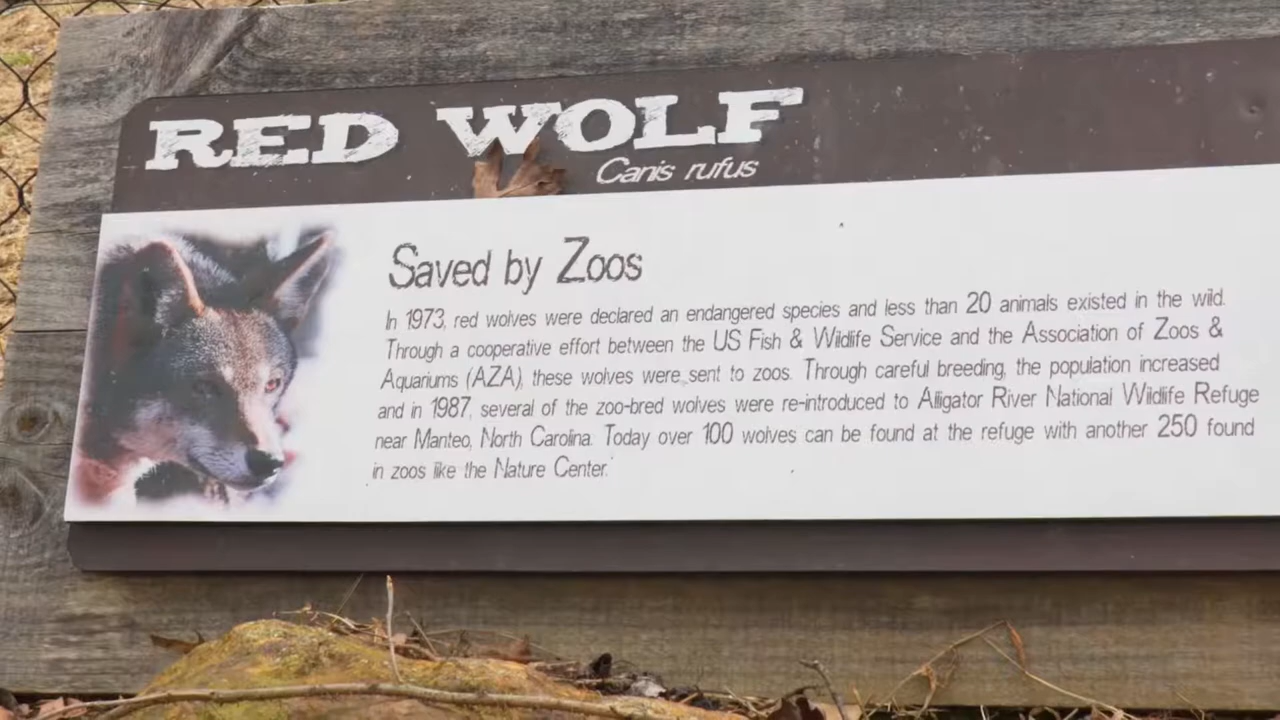 RED WOLF
Canis rufus
Saved by Zoos
In 1973, red wolves were declared an endangered species and less than 20 animals existed in the wild.
Through a cooperative effort between the US Fish & Wildlife Service and the Association of Zoos &
Aquariums (AZA), these wolves were sent to zoos. Through careful breeding, the population increased
and in 1987, several of the zoo-bred wolves were re-introduced to Alligator River National Wildlife Refuge
near Manteo, North Carolina. Today over 100 wolves can be found at the refuge with another 250 found
in zoos like the Nature Center.